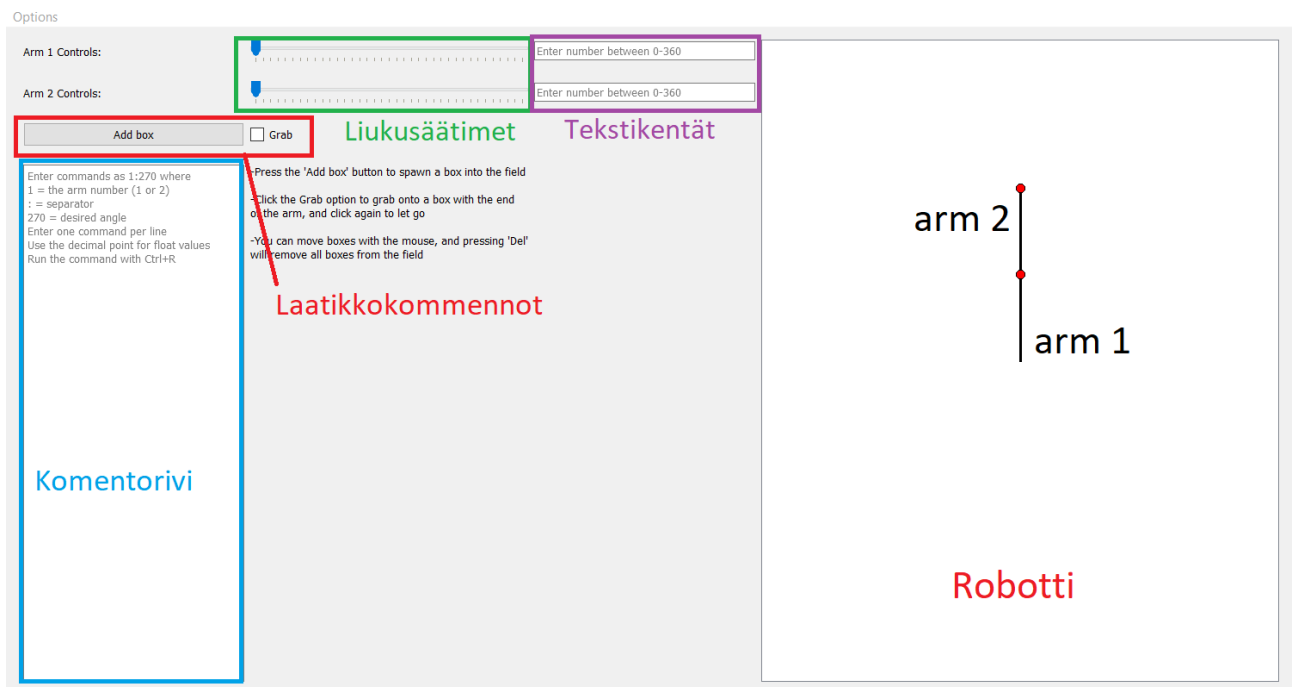 Options
Arm 1 Controls:
Enter number between 0-360
Arm 2 Controls:
Enter number between 0-360
Add box
Grab
Liukusäätimet
Tekstikentät
Enter commands as 1:270 where
1 = the arm number (1 or 2)
: = separator
270 = desired angle
Enter one command per line
Use the decimal point for float values
Run the command with Ctrl+R
-Press the 'Add box' button to spawn a box into the field
-Click the Grab option to grab onto a box with the end
of the arm, and click again to let go
-You can move boxes with the mouse, and pressing 'Del'
will remove all boxes from the field
Laatikkokommennot
Komentorivi
arm 2
arm 1
Robotti